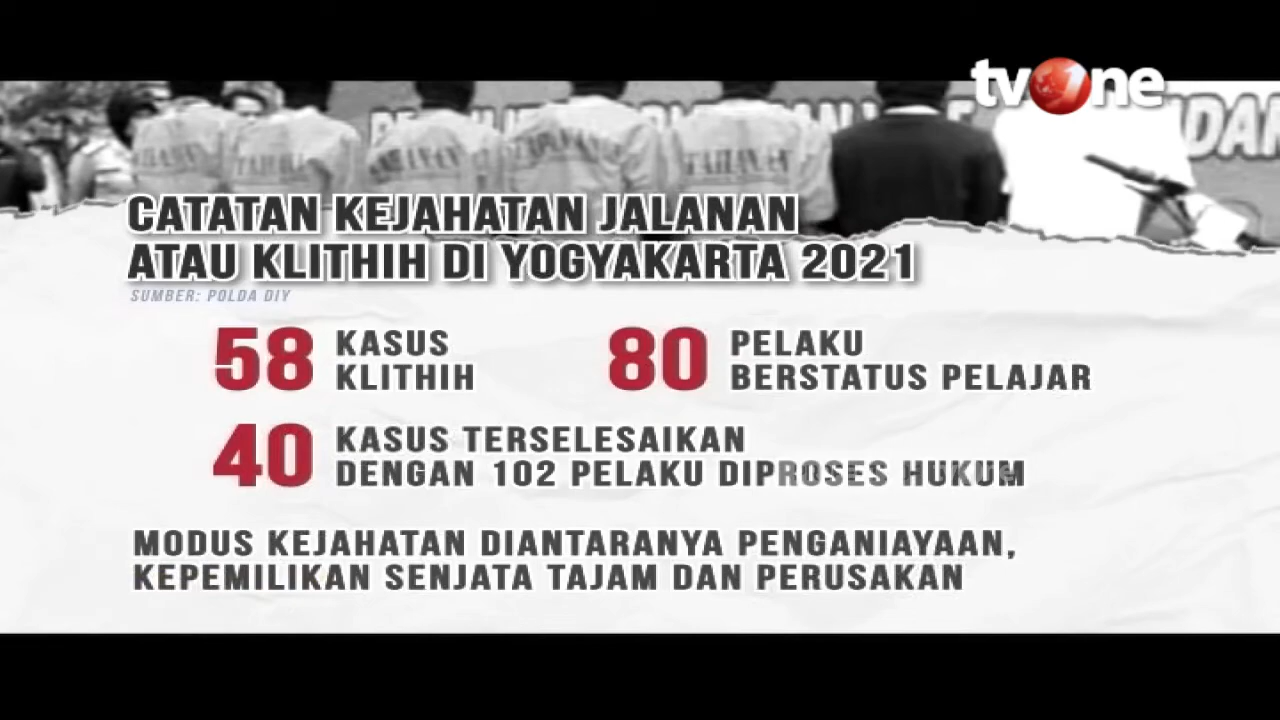 tvOne
TAHANAN
CATATAN KEJAHATAN JALANAN
ATAU KLITHIH DI YOGYAKARTA 2021
SUMBER: POLDA DIY
58 KASUS KLITHIH
80 PELAKU BERSTATUS PELAJAR
40 KASUS TERSELESAIKAN
DENGAN 102 PELAKU DIPROSES HUKUM
MODUS KEJAHATAN DIANTARANYA PENGANIAYAAN,
KEPEMILIKAN SENJATA TAJAM DAN PERUSAKAN